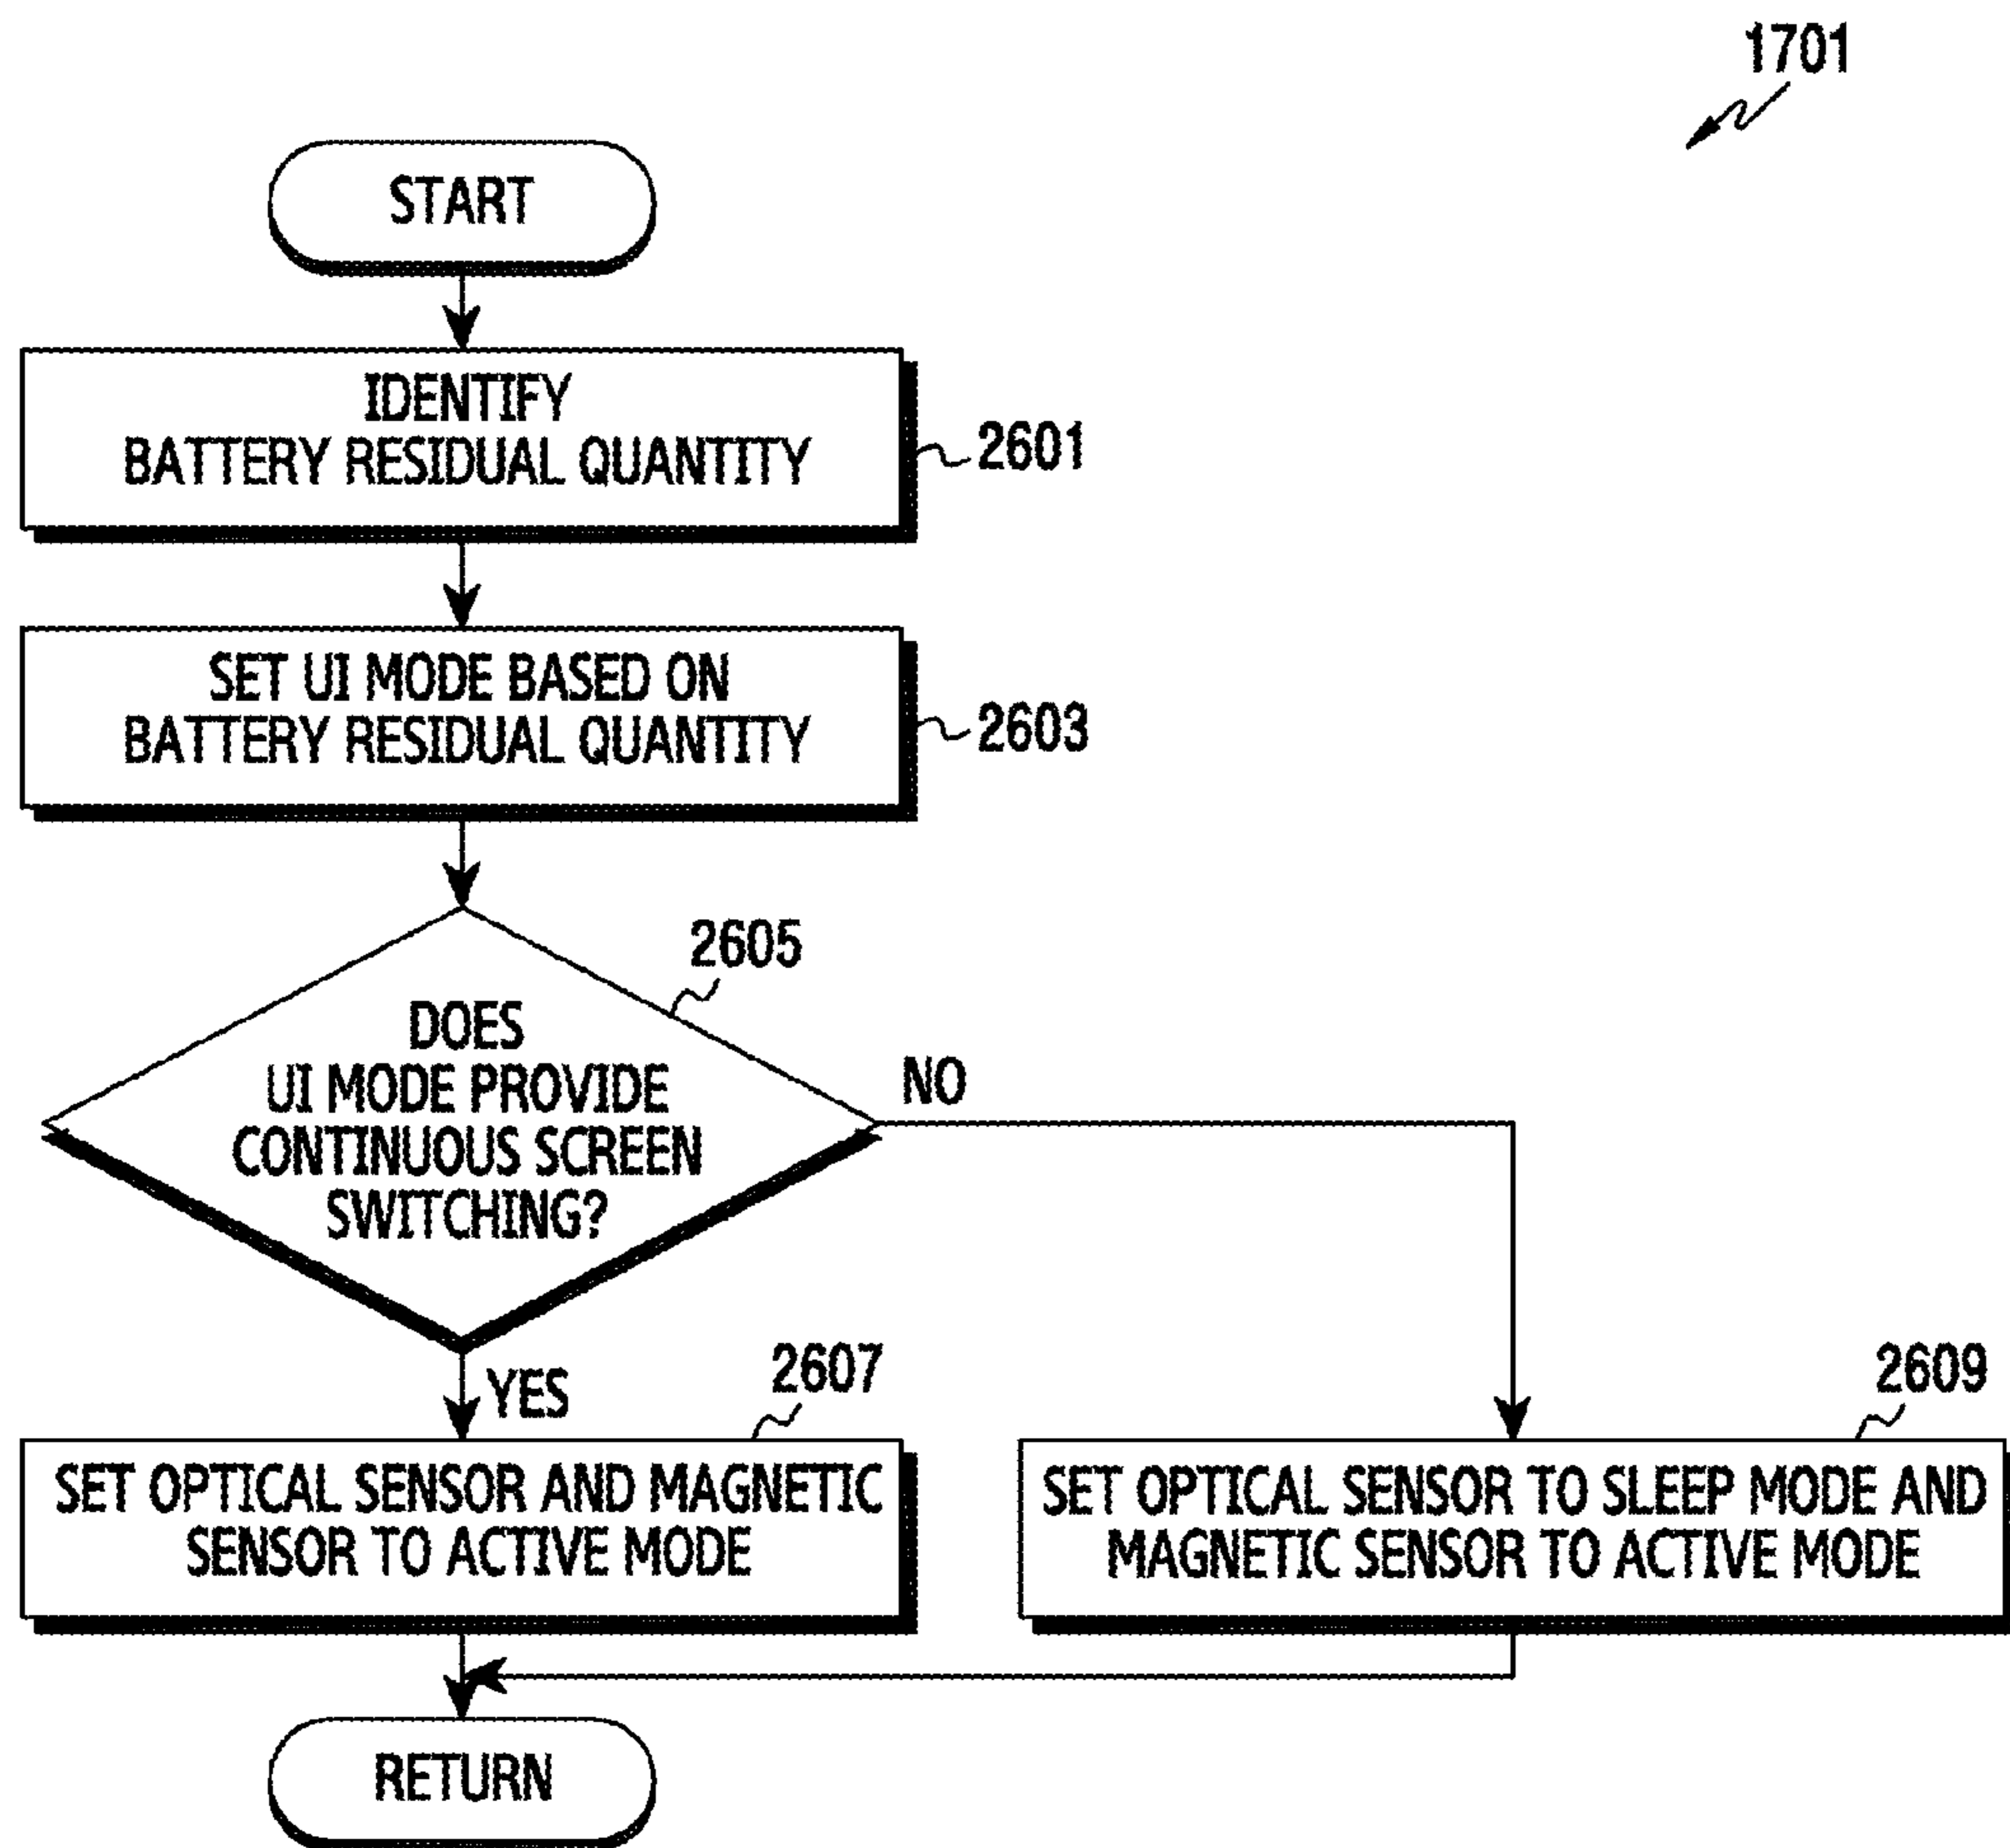 1701
START
IDENTIFY
BATTERY RESIDUAL QUANTITY
2601
SET UI MODE BASED ON
BATTERY RESIDUAL QUANTITY
2603
2605
DOES
UI MODE PROVIDE
CONTINUOUS SCREEN
SWITCHING?
NO
YES
2607
SET OPTICAL SENSOR AND MAGNETIC
SENSOR TO ACTIVE MODE
2609
SET OPTICAL SENSOR TO SLEEP MODE AND
MAGNETIC SENSOR TO ACTIVE MODE
RETURN